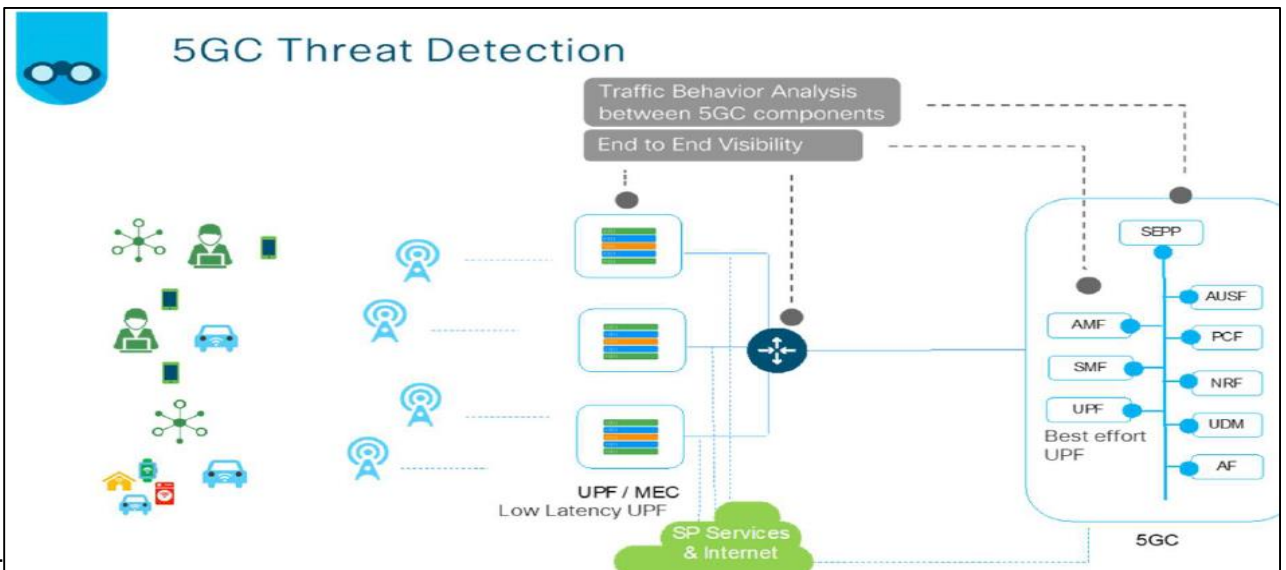 5GC Threat Detection
Traffic Behavior Analysis
between 5GC components
End to End Visibility
SEPP
AUSF
AMF
PCF
SMF
NRF
UPF
UDM
Best effort
UPF
AF
UPF / MEC
Low Latency UPF
SP Services
& Internet
5GC